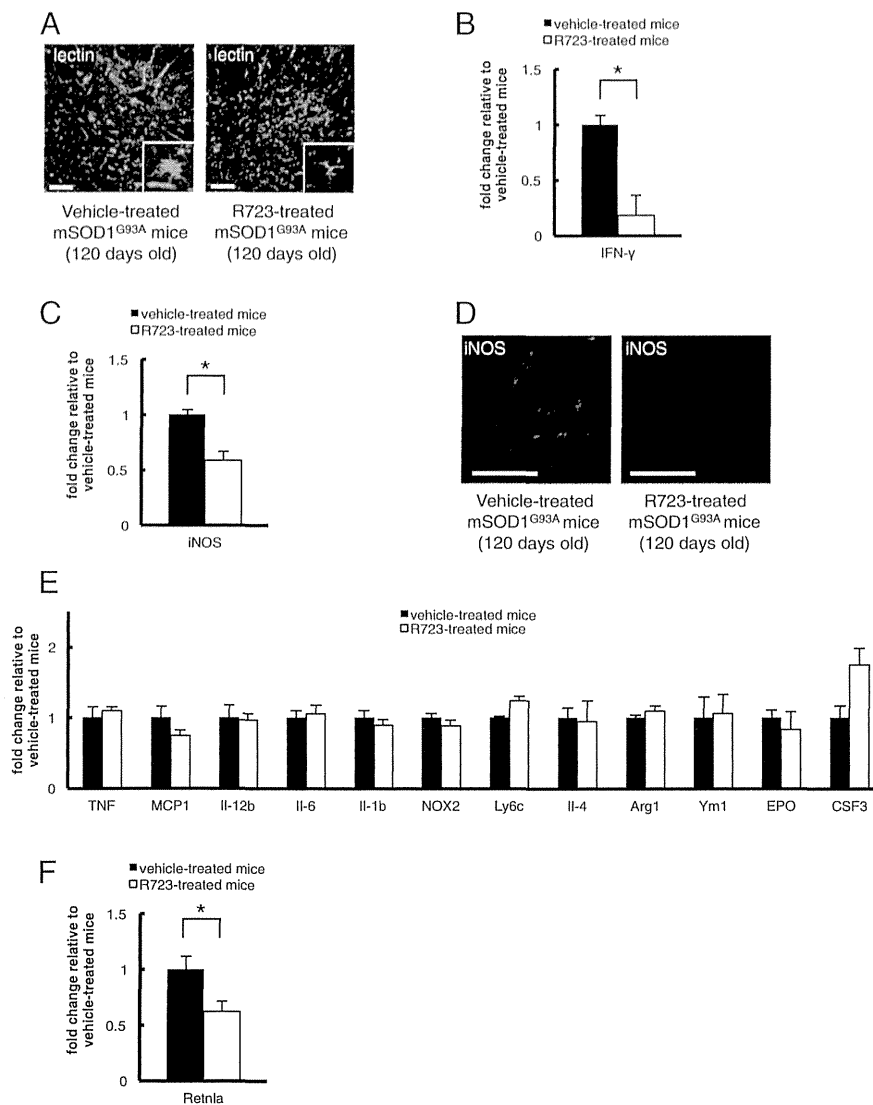 A
lectin
lectin
Vehicle-treated
mSOD1G93A mice
(120 days old)
R723-treated
mSOD1G93A mice
(120 days old)
B
vehicle-treated mice
R723-treated mice
fold change relative to
vehicle-treated mice
1.5
1
0.5
0
*
IFN-γ
C
vehicle-treated mice
R723-treated mice
fold change relative to
vehicle-treated mice
1.5
1
0.5
0
*
iNOS
D
iNOS
iNOS
Vehicle-treated
mSOD1G93A mice
(120 days old)
R723-treated
mSOD1G93A mice
(120 days old)
E
vehicle-treated mice
R723-treated mice
fold change relative to
vehicle-treated mice
2
1
0
TNF MCP1 Il-12b Il-6 Il-1b NOX2 Ly6c Il-4 Arg1 Ym1 EPO CSF3
F
vehicle-treated mice
R723-treated mice
fold change relative to
vehicle-treated mice
1.5
1
0.5
0
*
Retnla